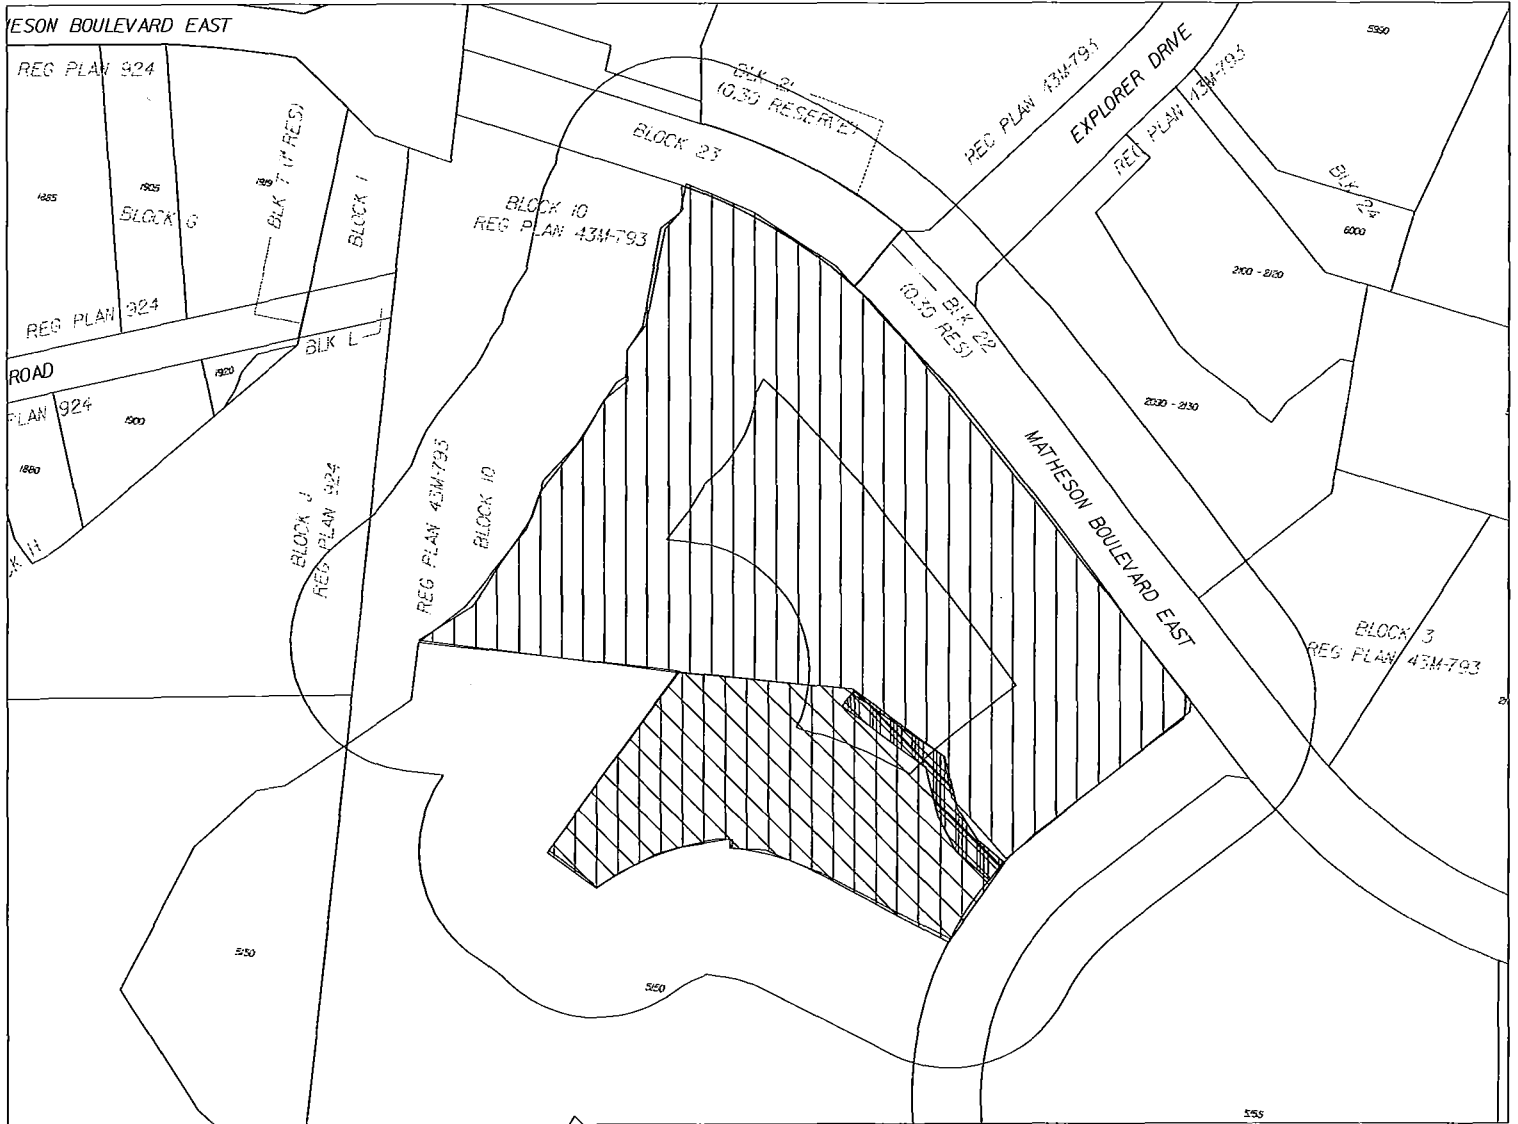 ESON BOULEVARD EAST
REG PLAN 924
1885
1905
1919
BLOCK G
BLK T (1' RES)
BLOCK I
REG PLAN 924
BLK L
ROAD
PLAN 924
1920
1900
1880
CK H
BLOCK J
REG PLAN 924
REG PLAN 43M-793
BLOCK 10
BLOCK 10
REG PLAN 43M-793
BLOCK 23
BLK 21
(0.30 RESERVE)
REG PLAN 43M-793
EXPLORER DRIVE
REG PLAN 43M-793
5990
BLK 24
6000
2100 - 2120
BLK 22
(0.30 RES)
2090 - 2130
MATHESON BOULEVARD EAST
BLOCK 3
REG PLAN 43M-793
5150
5150
5155